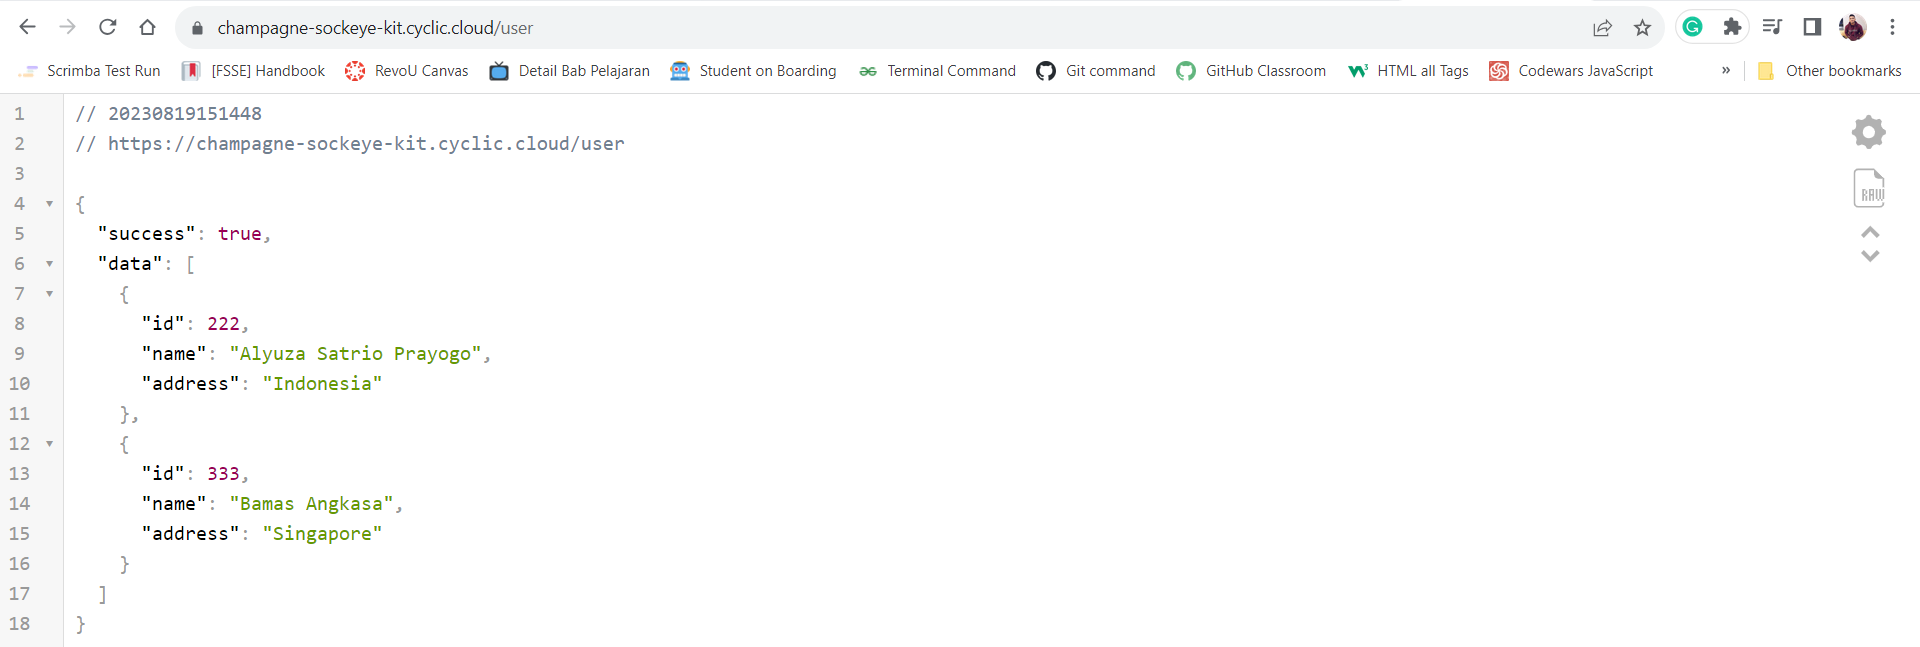 champagne-sockeye-kit.cyclic.cloud/user
Scrimba Test Run [FSSE] Handbook RevoU Canvas Detail Bab Pelajaran Student on Boarding Terminal Command Git command GitHub Classroom HTML all Tags Codewars JavaScript » Other bookmarks
1 // 20230819151448
2 // https://champagne-sockeye-kit.cyclic.cloud/user
3
4 {
5 "success": true,
6 "data": [
7 {
8 "id": 222,
9 "name": "Alyuza Satrio Prayogo",
10 "address": "Indonesia"
11 },
12 {
13 "id": 333,
14 "name": "Bamas Angkasa",
15 "address": "Singapore"
16 }
17 ]
18 }
RAW